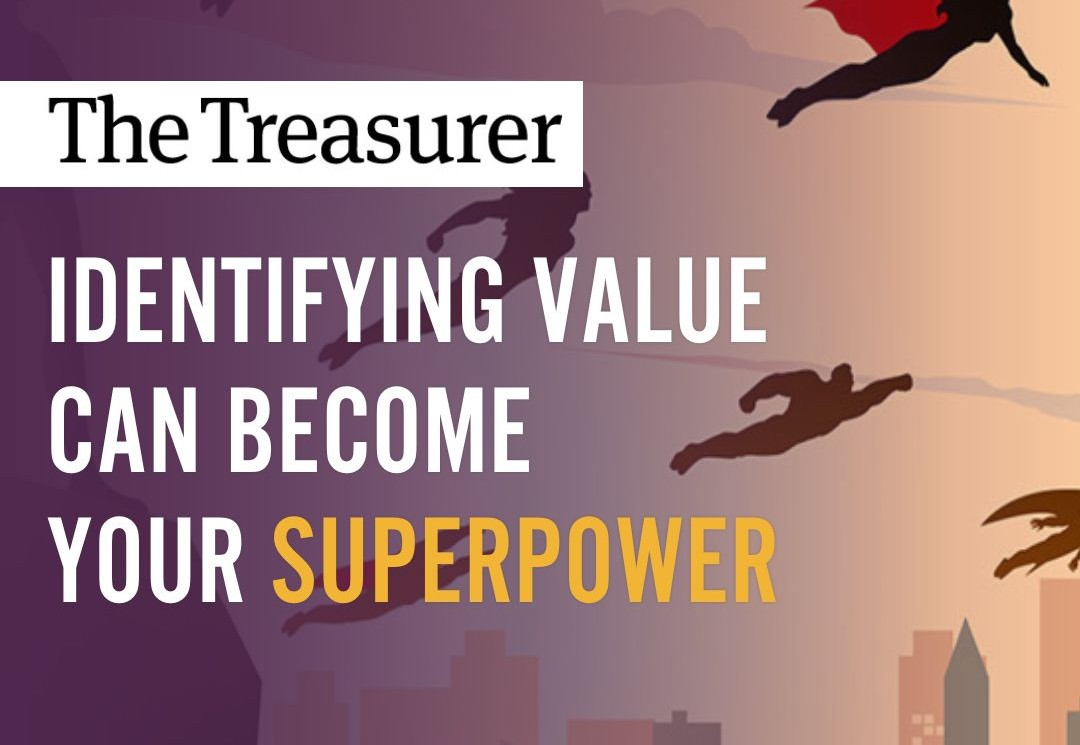 The Treasurer
IDENTIFYING VALUE
CAN BECOME
YOUR SUPERPOWER